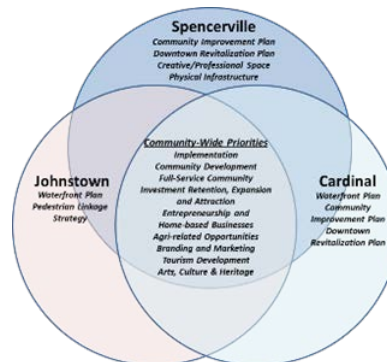 Spencerville
Community Improvement Plan
Downtown Revitalization Plan
Creative/Professional Space
Physical Infrastructure
Community-Wide Priorities
Implementation
Community Development
Full-Service Community
Investment Retention, Expansion
and Attraction
Entrepreneurship and
Home-based Businesses
Agri-related Opportunities
Branding and Marketing
Tourism Development
Arts, Culture & Heritage
Johnstown
Waterfront Plan
Pedestrian Linkage
Strategy
Cardinal
Waterfront Plan
Community
Improvement Plan
Downtown
Revitalization Plan